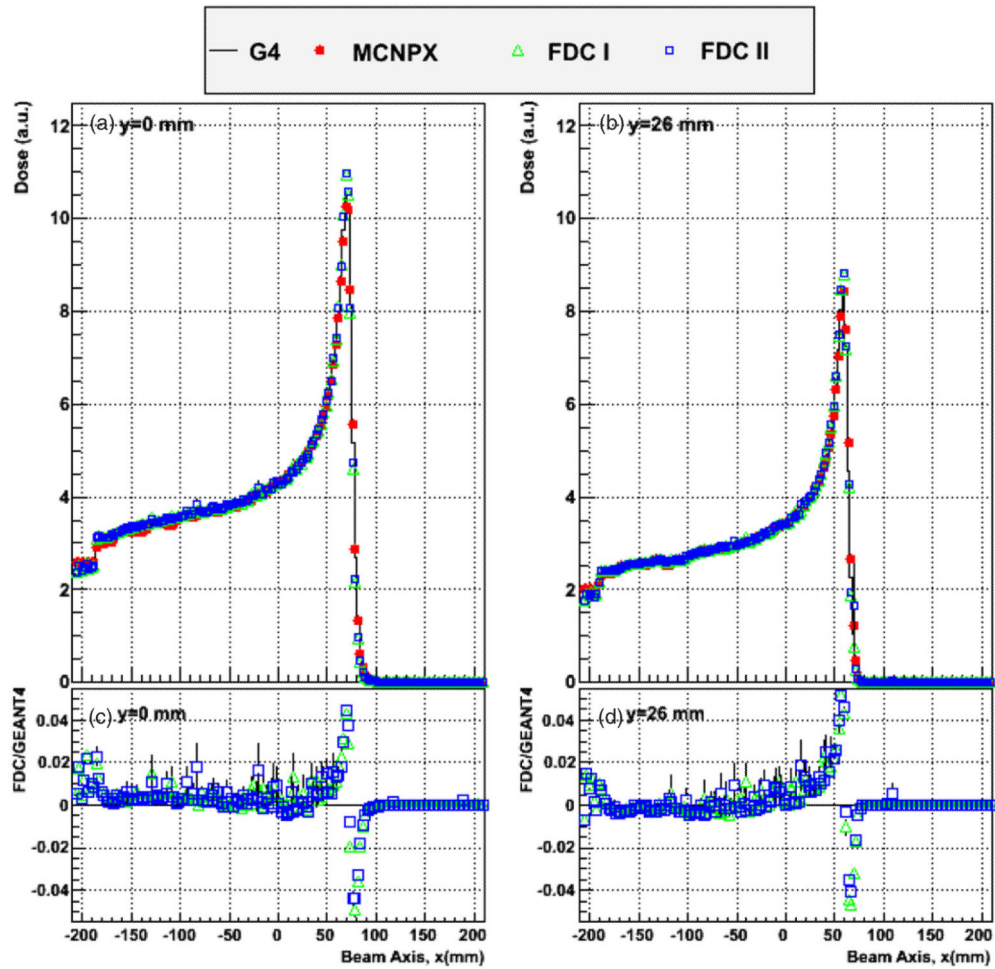 G4 MCNPX FDC I FDC II
Dose (a.u.)
(a) y=0 mm
12
10
8
6
4
2
0
Dose (a.u.)
(b) y=26 mm
12
10
8
6
4
2
0
FDC/GEANT4
(c) y=0 mm
0.04
0.02
0
-0.02
-0.04
-200 -150 -100 -50 0 50 100 150 200
Beam Axis, x(mm)
FDC/GEANT4
(d) y=26 mm
0.04
0.02
0
-0.02
-0.04
-200 -150 -100 -50 0 50 100 150 200
Beam Axis, x(mm)